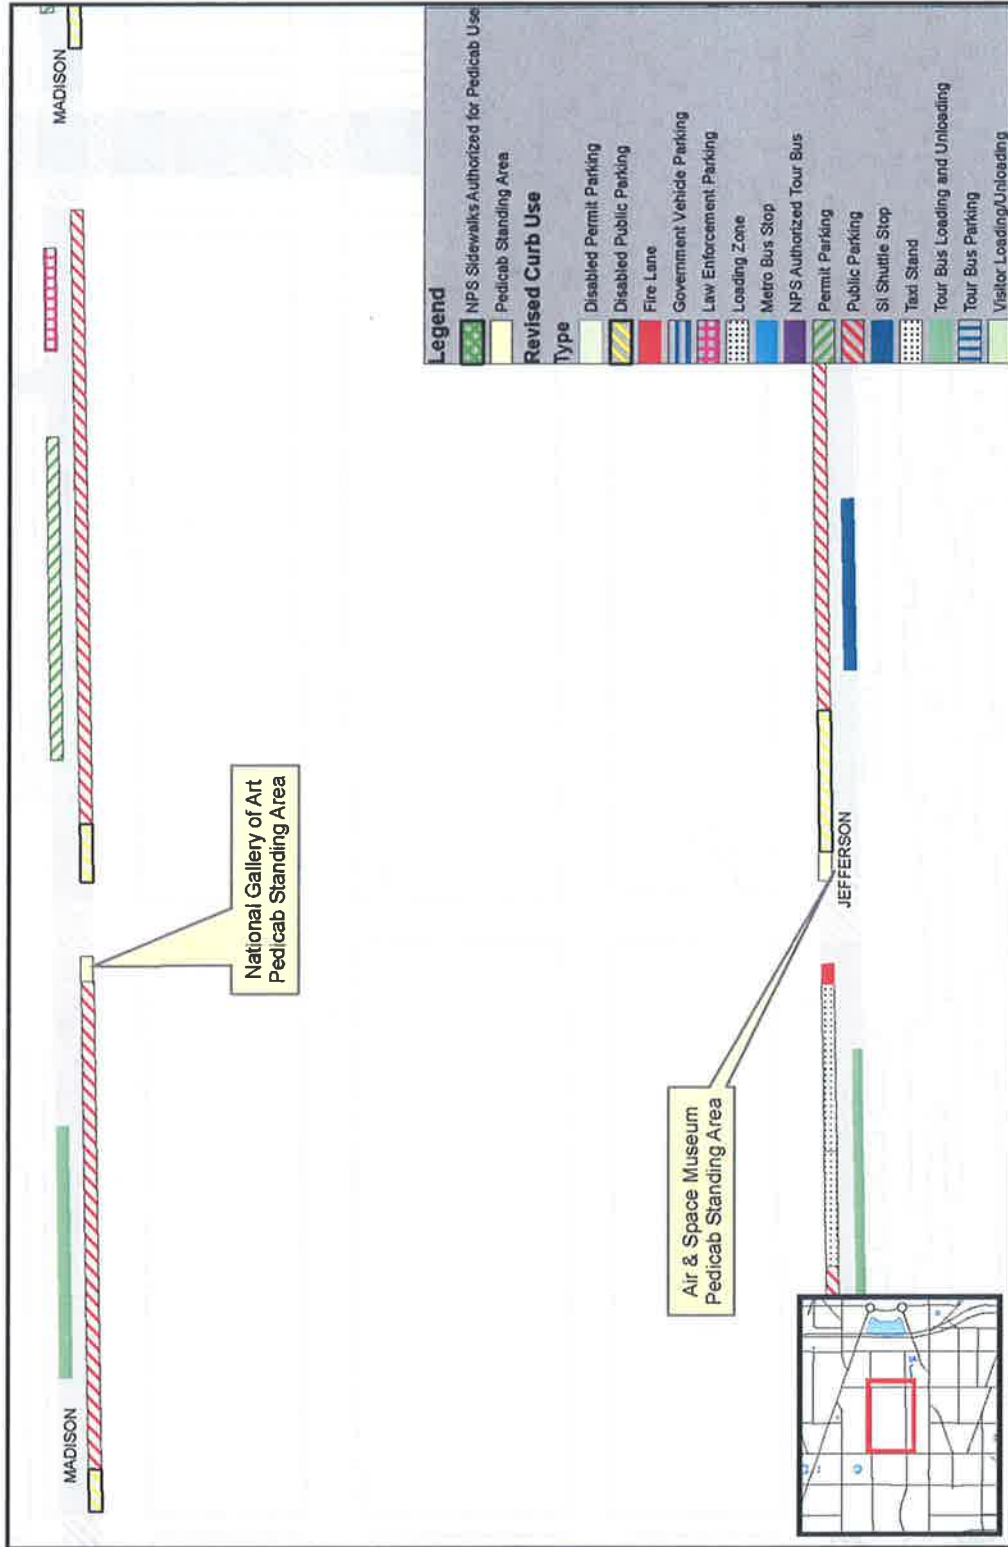 MADISON
MADISON
National Gallery of Art
Pedicab Standing Area
Air & Space Museum
Pedicab Standing Area
JEFFERSON
Legend
NPS Sidewalks Authorized for Pedicab Use
Pedicab Standing Area
Revised Curb Use
Type
Disabled Permit Parking
Disabled Public Parking
Fire Lane
Government Vehicle Parking
Law Enforcement Parking
Loading Zone
Metro Bus Stop
NPS Authorized Tour Bus
Permit Parking
Public Parking
SI Shuttle Stop
Taxi Stand
Tour Bus Loading and Unloading
Tour Bus Parking
Visitor Loading/Unloading